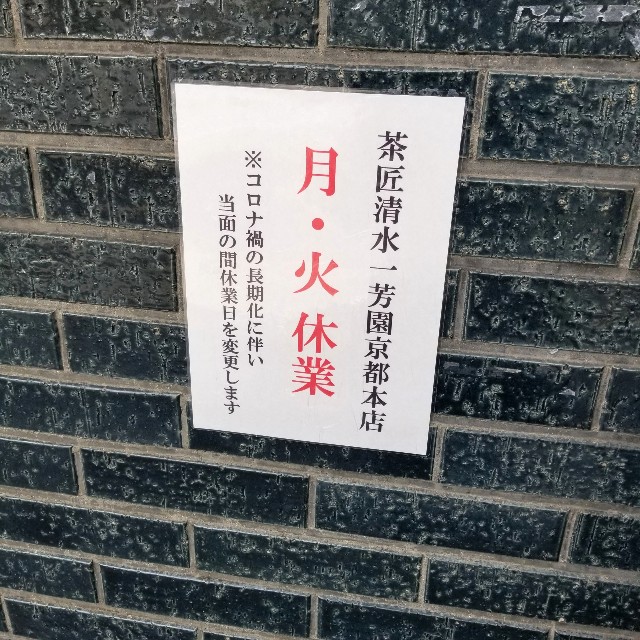 茶匠清水一芳園京都本店
月・火休業
※コロナ禍の長期化に伴い
当面の間休業日を変更します